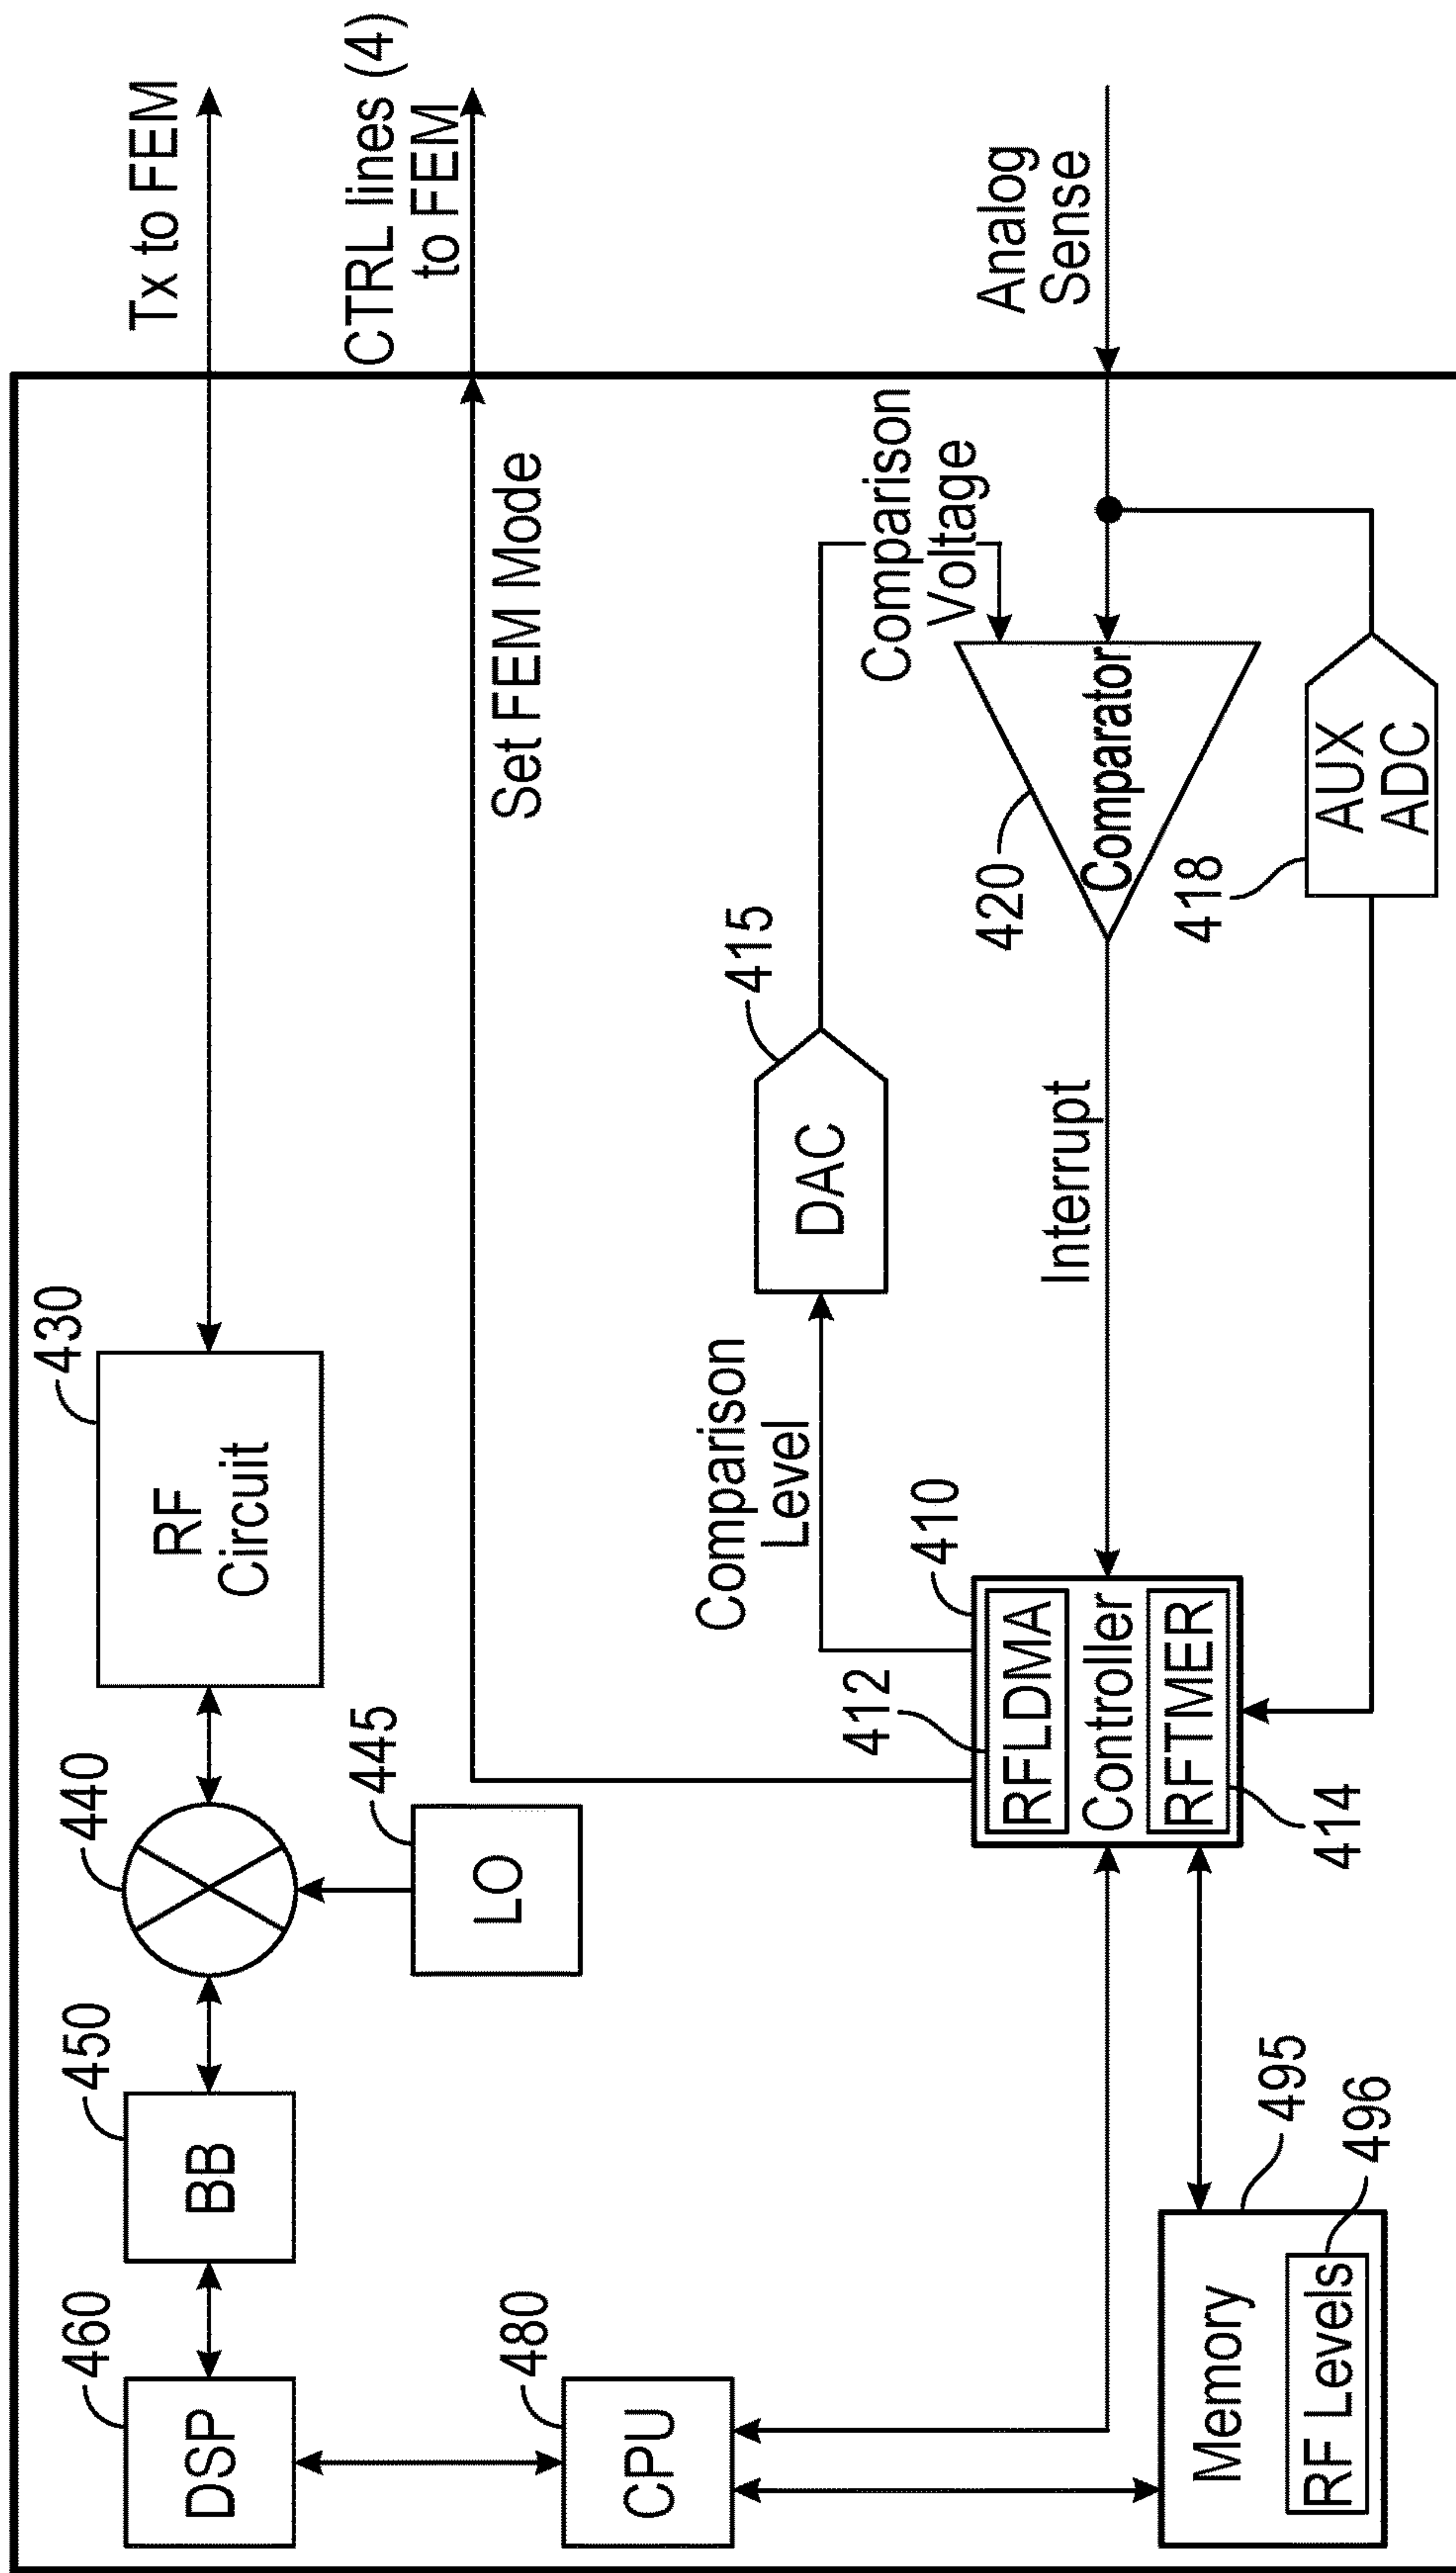 460
DSP
450
BB
440
445
LO
430
RF
Circuit
Tx to FEM
CTRL lines (4)
to FEM
Set FEM Mode
480
CPU
Comparison
Level
415
DAC
Comparison
Voltage
Analog
Sense
412
410
RFLDMA
Controller
RFTMER
414
Interrupt
420
Comparator
418
AUX
ADC
495
Memory
496
RF Levels